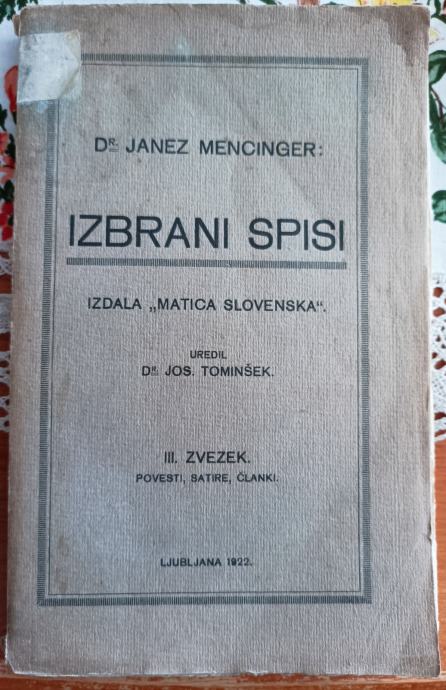 DR. JANEZ MENCINGER:
IZBRANI SPISI
IZDALA „MATICA SLOVENSKA“.
UREDIL
DR. JOS. TOMINŠEK.
III. ZVEZEK.
POVESTI, SATIRE, ČLANKI.
LJUBLJANA 1922.